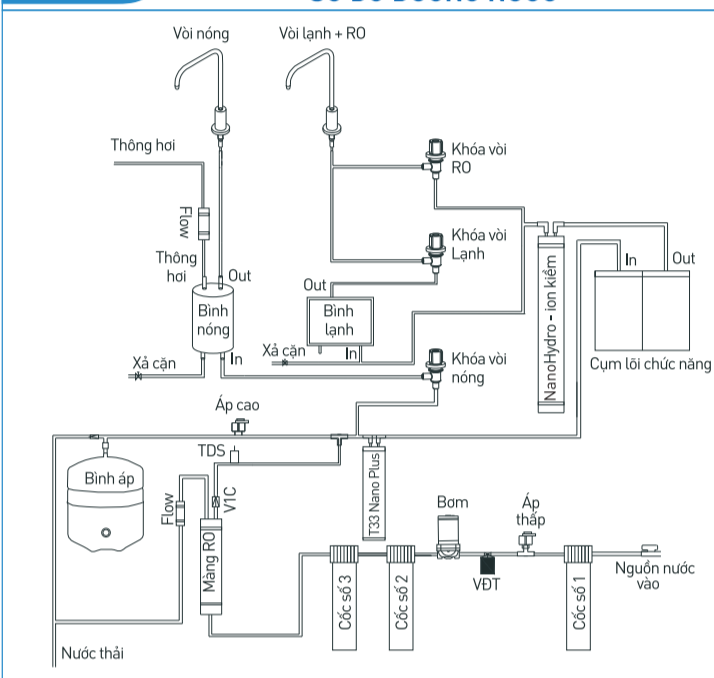 Vòi nóng
Vòi lạnh + RO
Thông hơi
Khóa vòi
RO
Flow
Khóa vòi
Lạnh
Thông
hơi
Out
Out
In
Out
Bình
nóng
Bình
lạnh
NanoHydro - ion kiềm
Xả cặn
In
Xả cặn
In
Khóa vòi
nóng
Cụm lõi chức năng
Áp cao
TDS
Bình áp
Flow
V1C
T33 Nano Plus
Bơm
Áp
thấp
Màng RO
VĐT
Nguồn nước
vào
Cốc số 3
Cốc số 2
Cốc số 1
Nước thải